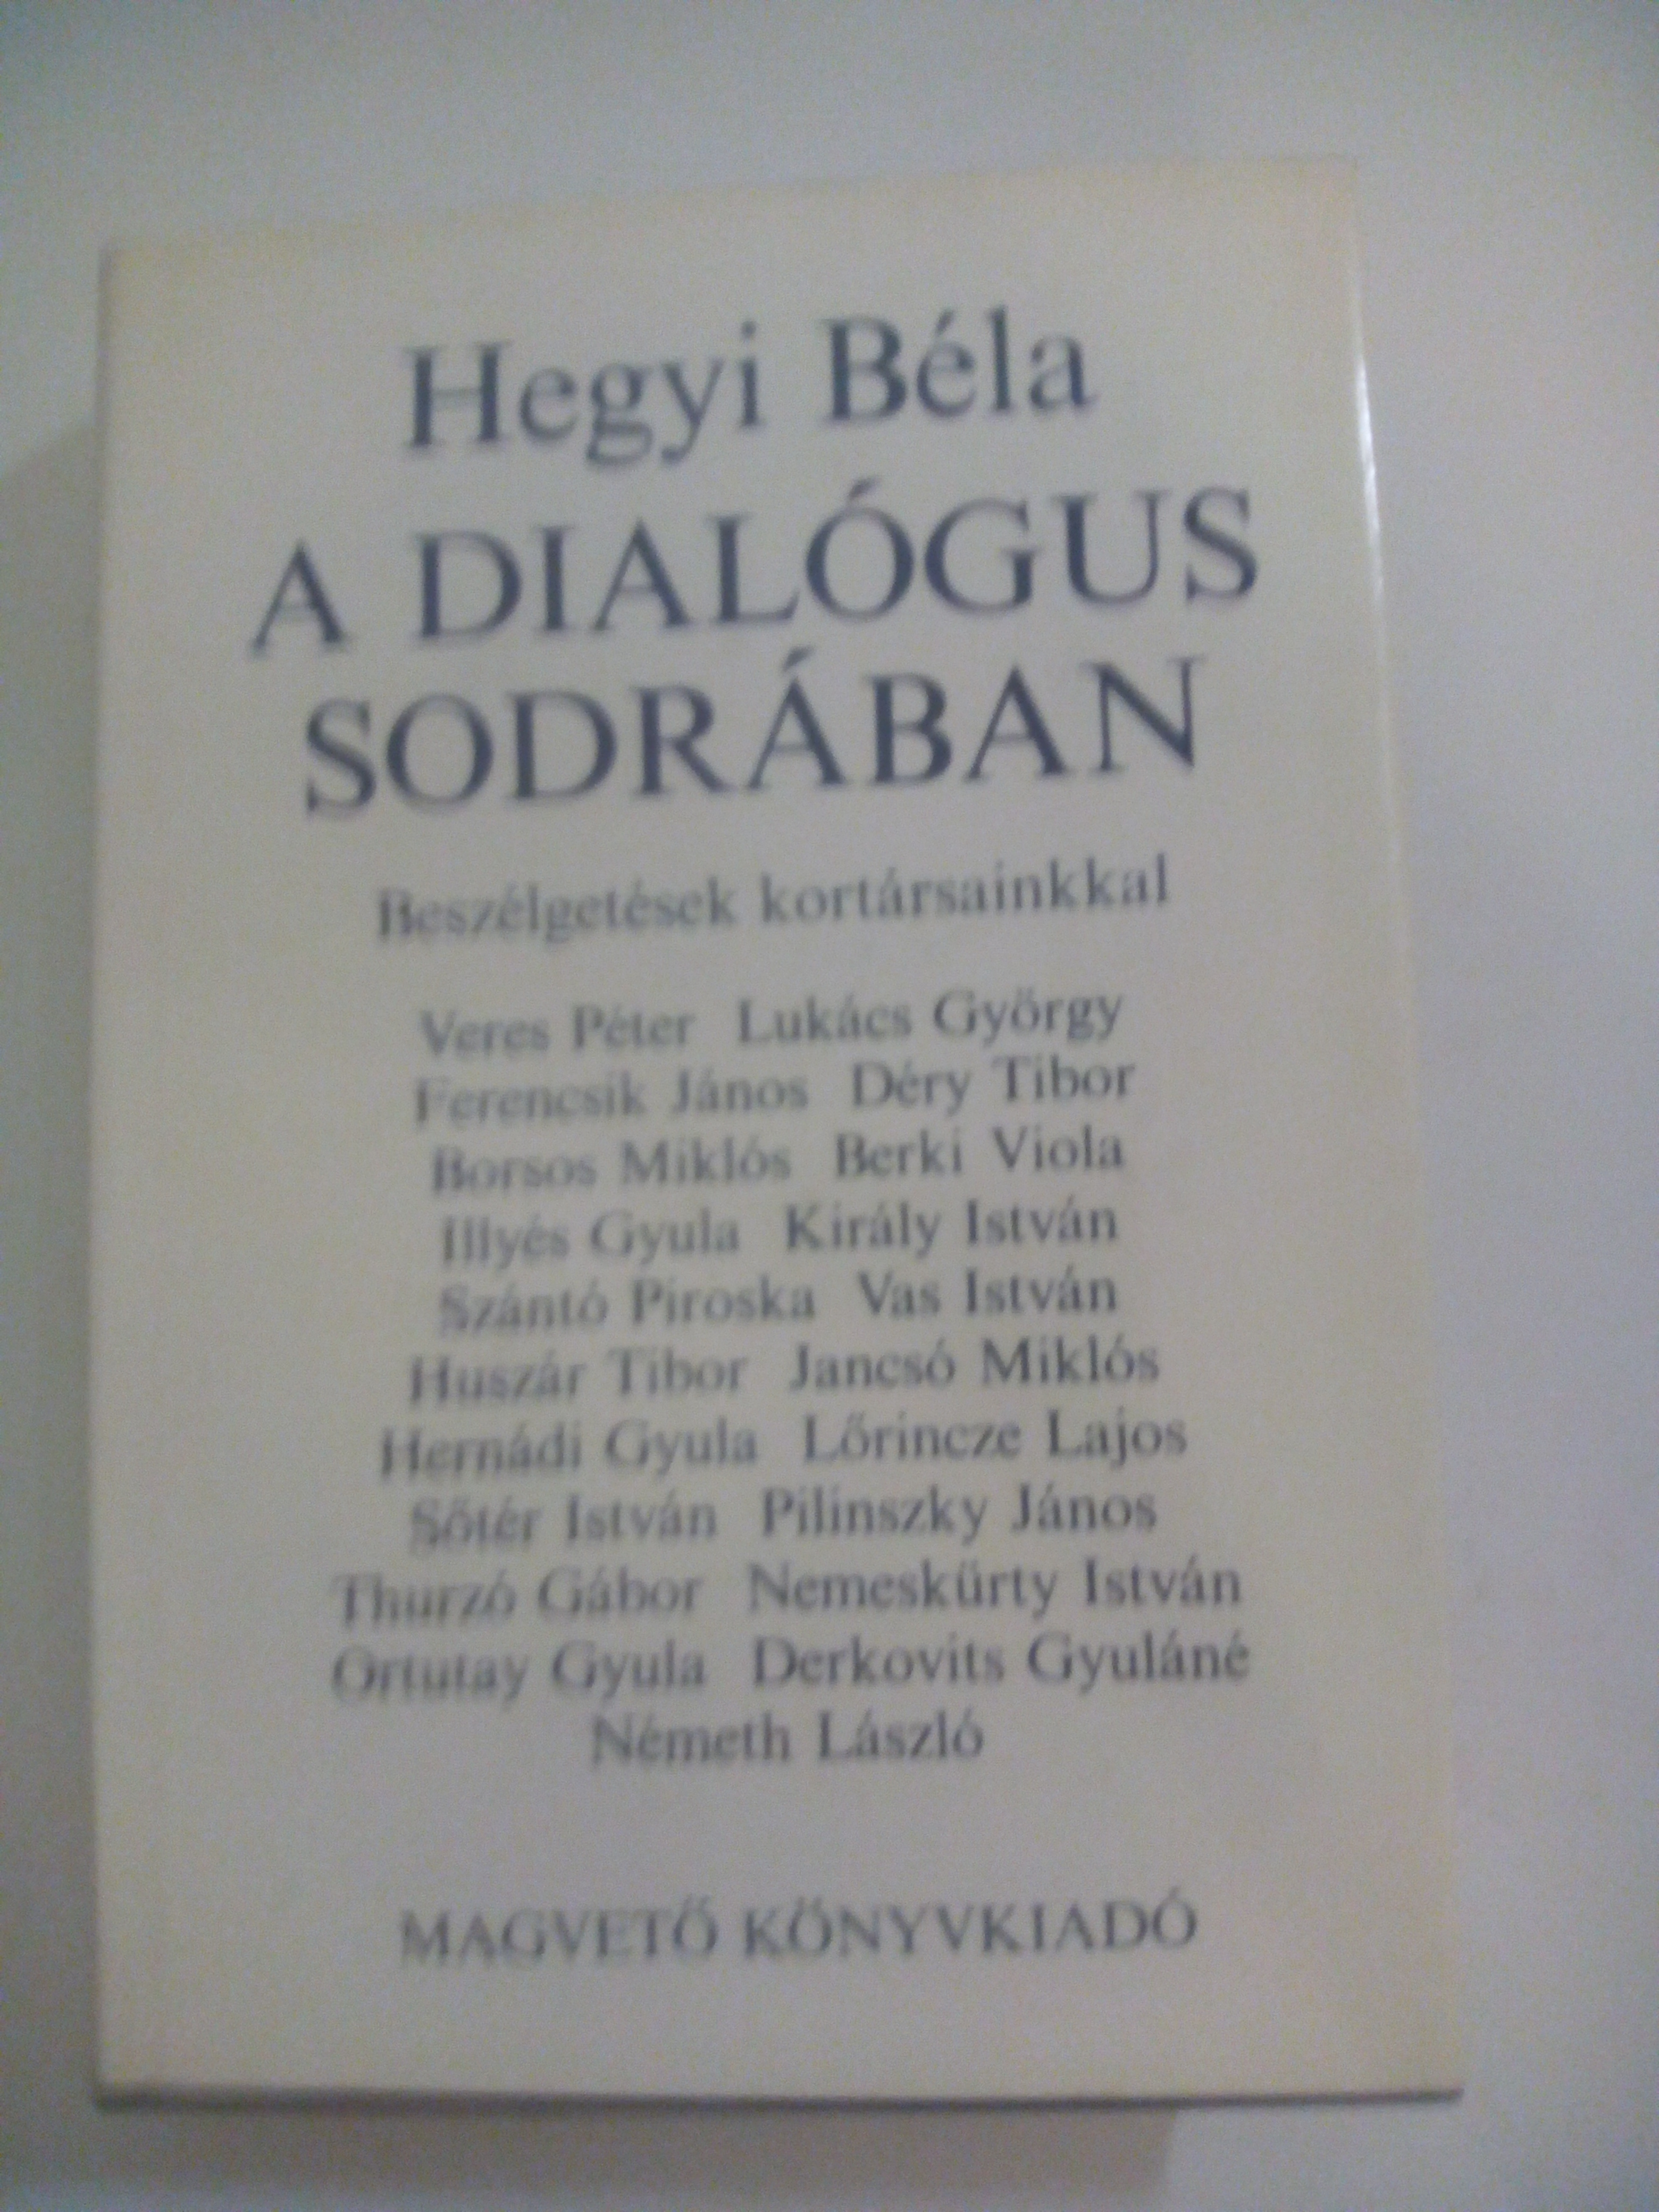 Hegyi Béla
A DIALÓGUS
SODRÁBAN
Beszélgetések kortársainkkal
Veres Péter Lukács György
Ferencsik János Déry Tibor
Borsos Miklós Berki Viola
Illyés Gyula Király István
Szántó Piroska Vas István
Huszár Tibor Jancsó Miklós
Hernádi Gyula Lőrincze Lajos
Sőtér István Pilinszky János
Thurzó Gábor Nemeskürty István
Ortutay Gyula Derkovits Gyuláné
Németh László
MAGVETŐ KÖNYVKIADÓ